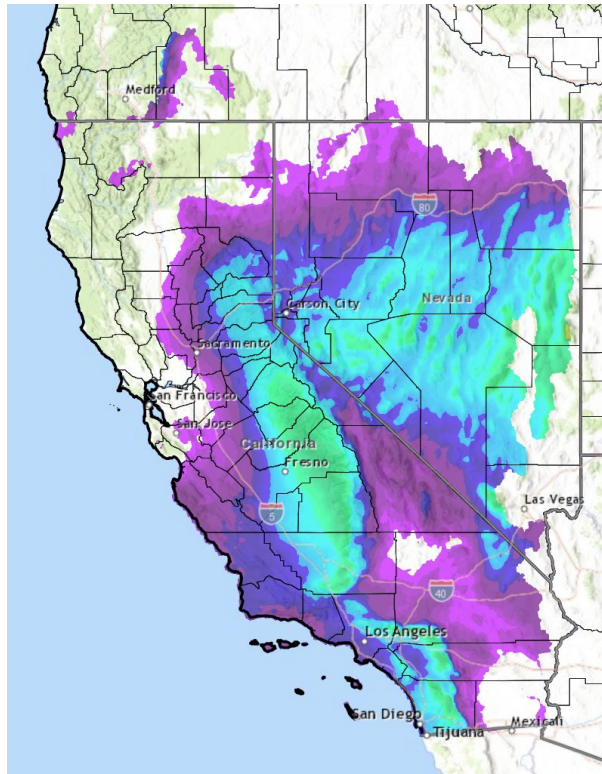 Medford
80
Carson City
Nevada
Sacramento
San Francisco
San Jose
California
Fresno
5
Las Vegas
40
Los Angeles
San Diego
Tijuana
Mexicali